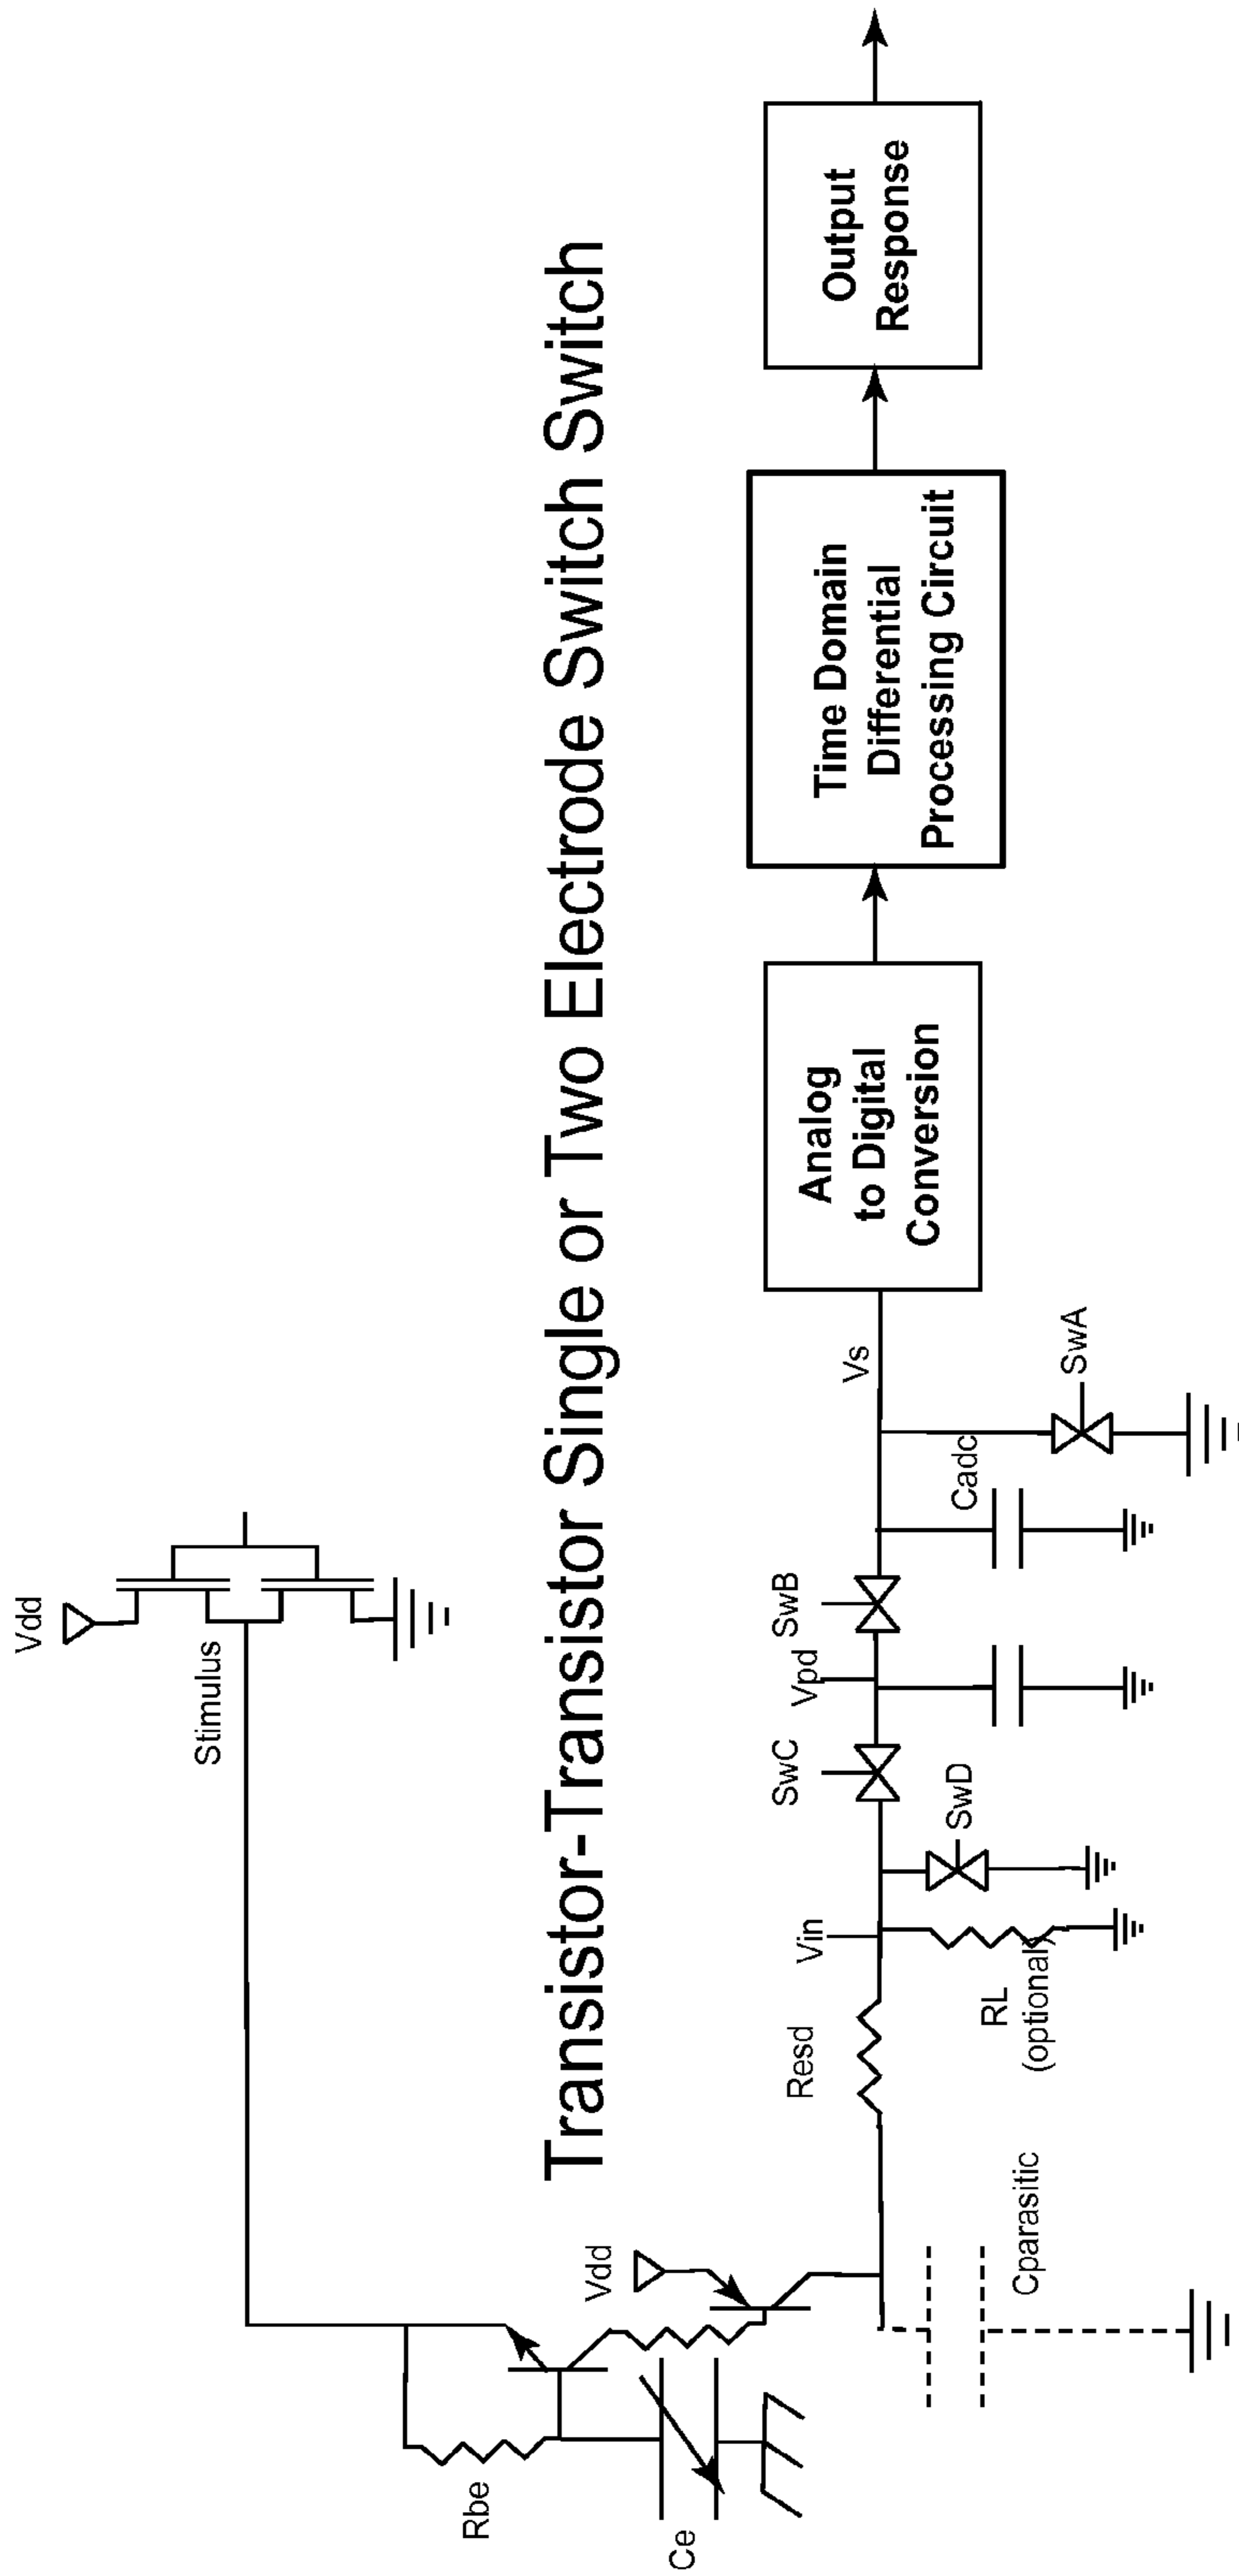 Vdd
Stimulus
Transistor-Transistor Single or Two Electrode Switch Switch
Rbe
Ce
Vdd
Cparasitic
Resd
Vin
RL
(optional)
SwD
SwC
Vpd
SwB
Cadc
SwA
Vs
Analog
to Digital
Conversion
Time Domain
Differential
Processing Circuit
Output
Response